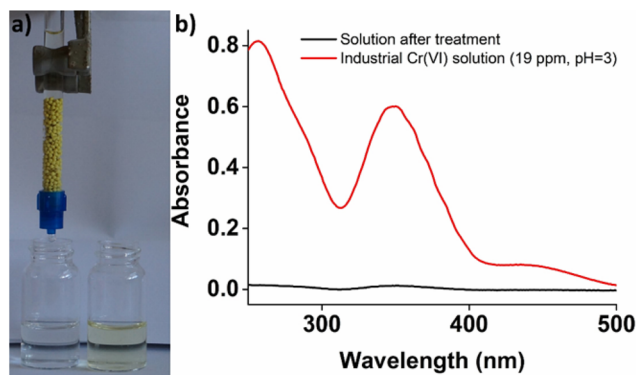 a)
b)
Solution after treatment
Industrial Cr(VI) solution (19 ppm, pH=3)
Absorbance
0.8
0.6
0.4
0.2
0.0
300
400
500
Wavelength (nm)